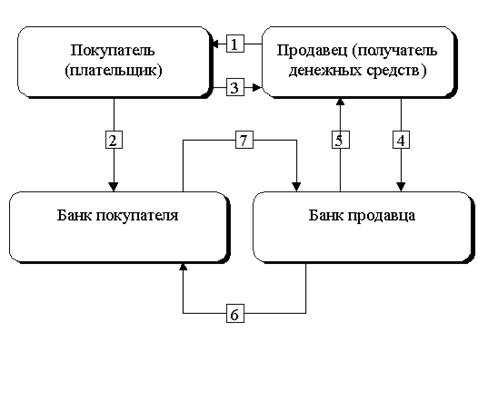 Покупатель
(плательщик)
1
3
Продавец (получатель
денежных средств)
2
7
5
4
Банк покупателя
Банк продавца
6